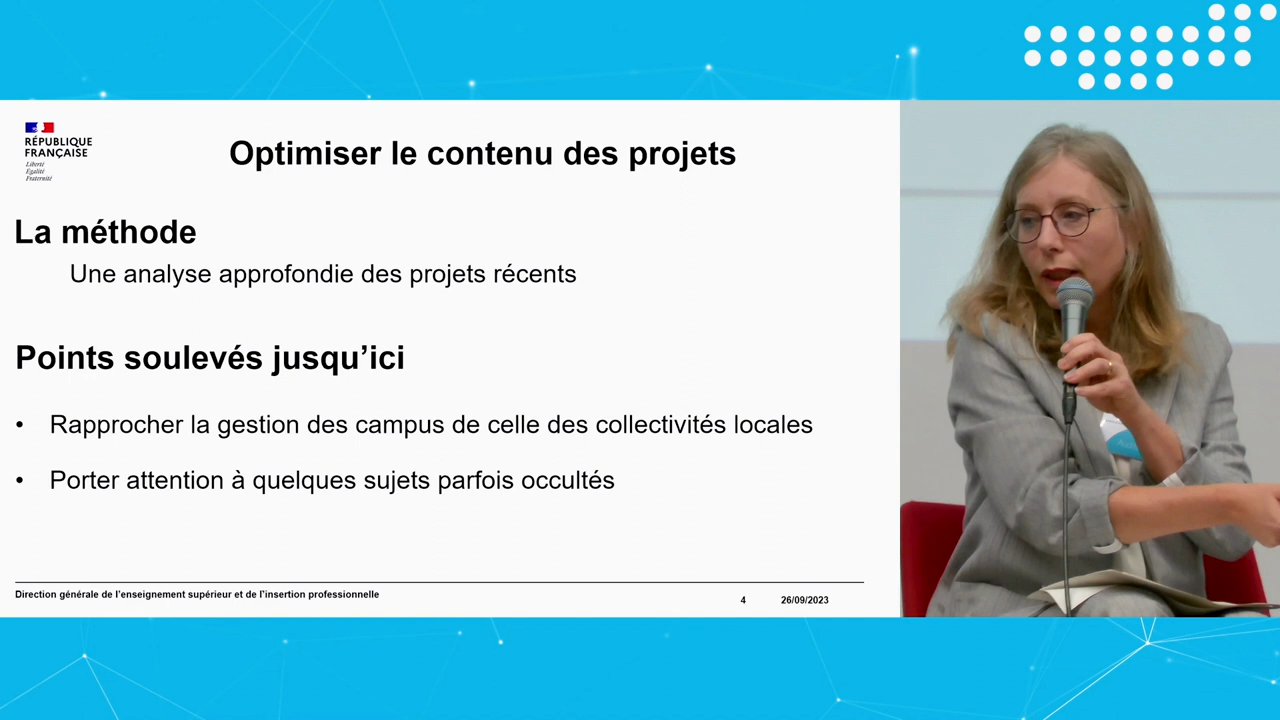 RÉPUBLIQUE
FRANÇAISE
Liberté
Égalité
Fraternité
Optimiser le contenu des projets
La méthode
Une analyse approfondie des projets récents
Points soulevés jusqu’ici
• Rapprocher la gestion des campus de celle des collectivités locales
• Porter attention à quelques sujets parfois occultés
Direction générale de l’enseignement supérieur et de l’insertion professionnelle
4 26/09/2023